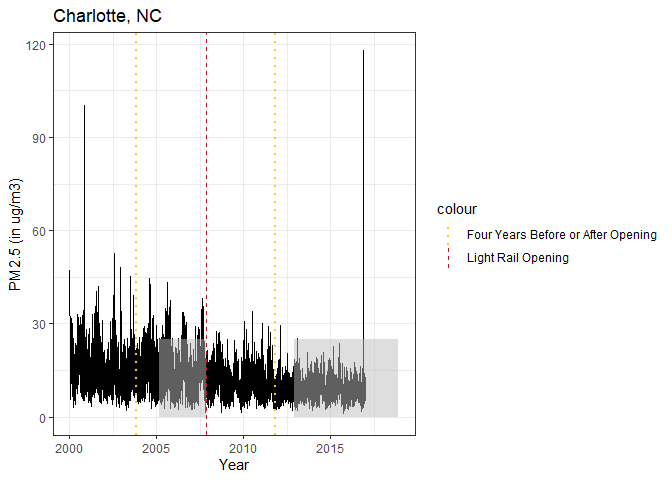 Charlotte, NC
120
90
60
30
0
PM2.5 (in ug/m3)
2000 2005 2010 2015
Year
colour
Four Years Before or After Opening
Light Rail Opening